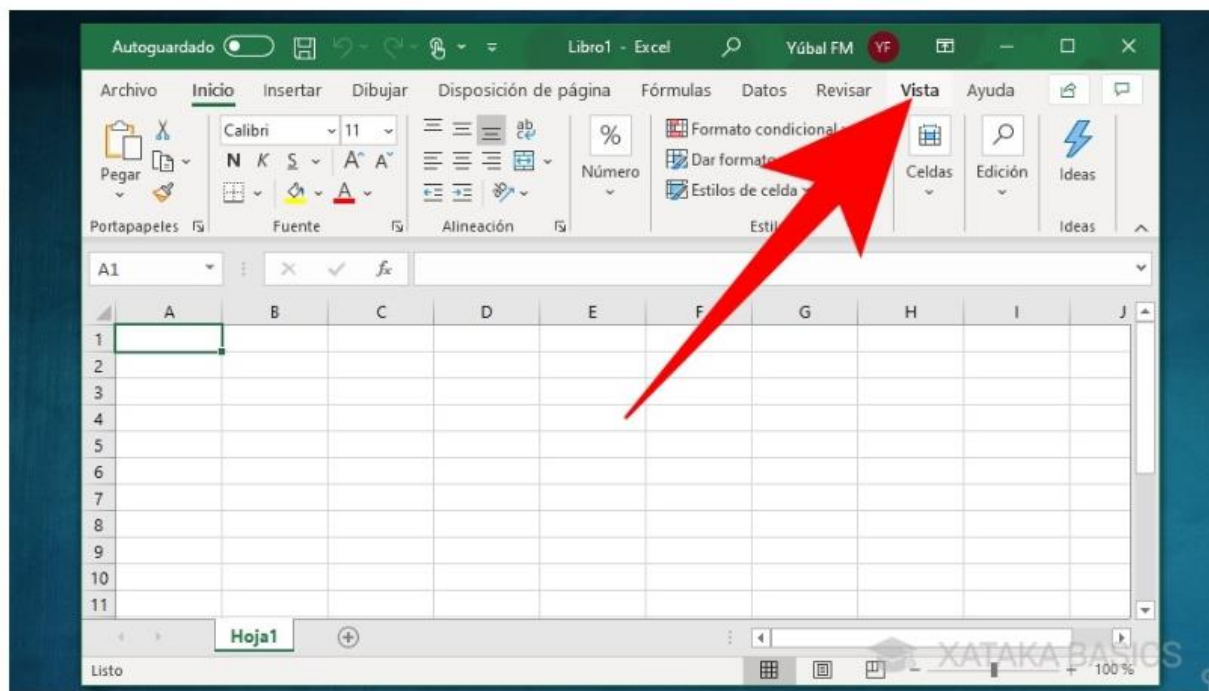 Autoguardado Libro1 - Excel Yúbal FM YF
Archivo Inicio Insertar Dibujar Disposición de página Fórmulas Datos Revisar Vista Ayuda
Pegar
Portapapeles
Calibri 11
N K S A A
A
Fuente
ab
Alineación
%
Número
Formato condicional
Dar
Estilos de celda
Celdas
Edición
Ideas
Ideas
A1 fx
A B C D E F G H I J
1
2
3
4
5
6
7
8
9
10
11
Hoja1
Listo 100 %
XATAKA BASICS